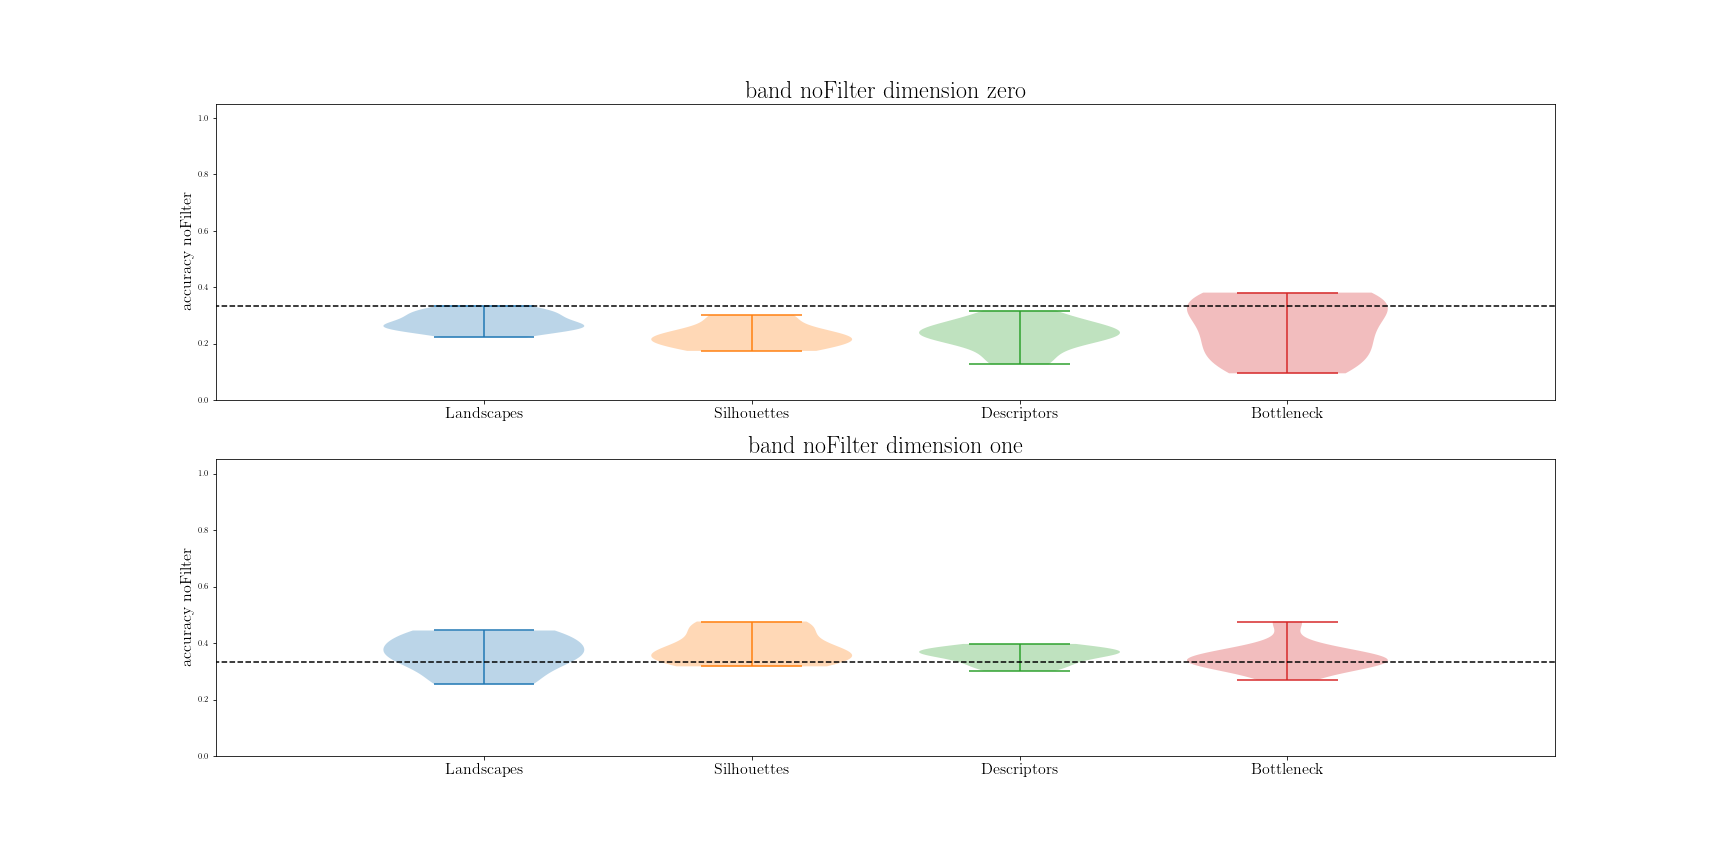 band noFilter dimension zero
accuracy noFilter
1.0
0.8
0.6
0.4
0.2
0.0
Landscapes Silhouettes Descriptors Bottleneck
band noFilter dimension one
accuracy noFilter
1.0
0.8
0.6
0.4
0.2
0.0
Landscapes Silhouettes Descriptors Bottleneck